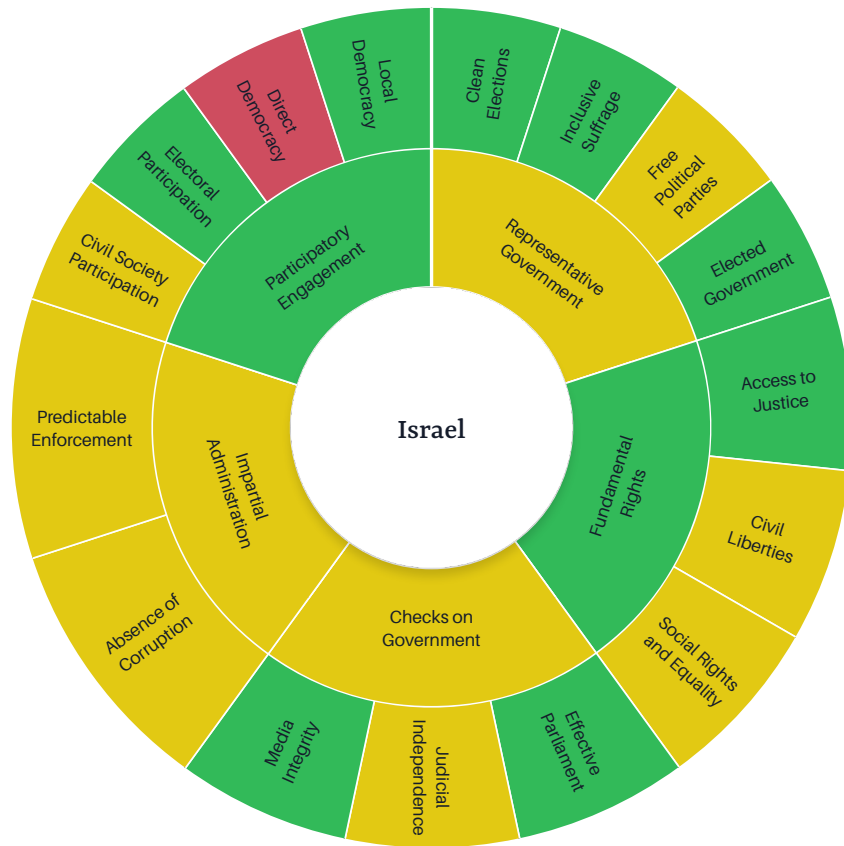 Israel
Representative
Government
Clean
Elections
Inclusive
Suffrage
Free
Political
Parties
Elected
Government
Fundamental
Rights
Access to
Justice
Civil
Liberties
Social Rights
and Equality
Checks on
Government
Effective
Parliament
Judicial
Independence
Media
Integrity
Impartial
Administration
Absence of
Corruption
Predictable
Enforcement
Participatory
Engagement
Civil Society
Participation
Electoral
Participation
Direct
Democracy
Local
Democracy